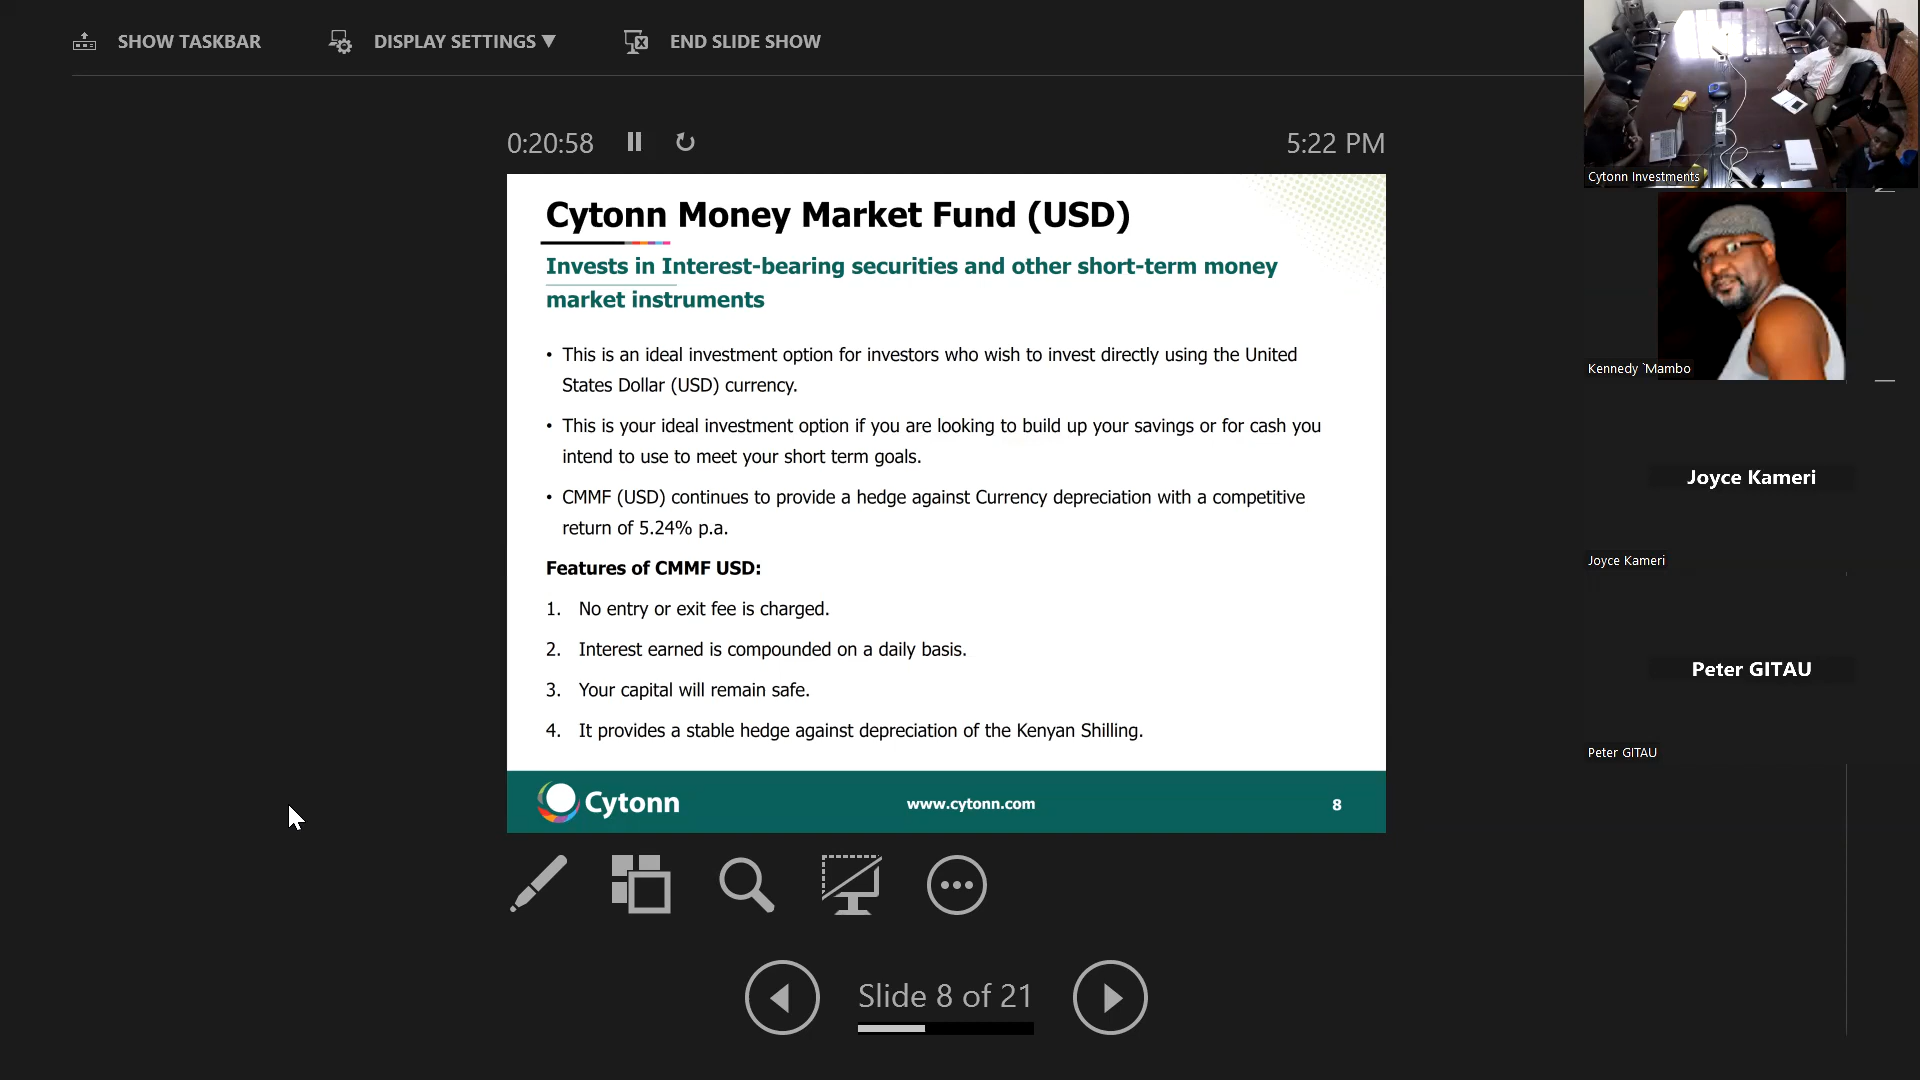 SHOW TASKBAR
DISPLAY SETTINGS ▼
END SLIDE SHOW
0:20:58
5:22 PM
Cytonn Money Market Fund (USD)
Invests in Interest-bearing securities and other short-term money
market instruments
• This is an ideal investment option for investors who wish to invest directly using the United
States Dollar (USD) currency.
• This is your ideal investment option if you are looking to build up your savings or for cash you
intend to use to meet your short term goals.
• CMMF (USD) continues to provide a hedge against Currency depreciation with a competitive
return of 5.24% p.a.
Features of CMMF USD:
1. No entry or exit fee is charged.
2. Interest earned is compounded on a daily basis.
3. Your capital will remain safe.
4. It provides a stable hedge against depreciation of the Kenyan Shilling.
Cytonn
www.cytonn.com
8
Slide 8 of 21
Cytonn Investments
Kennedy `Mambo
Joyce Kameri
Joyce Kameri
Peter GITAU
Peter GITAU